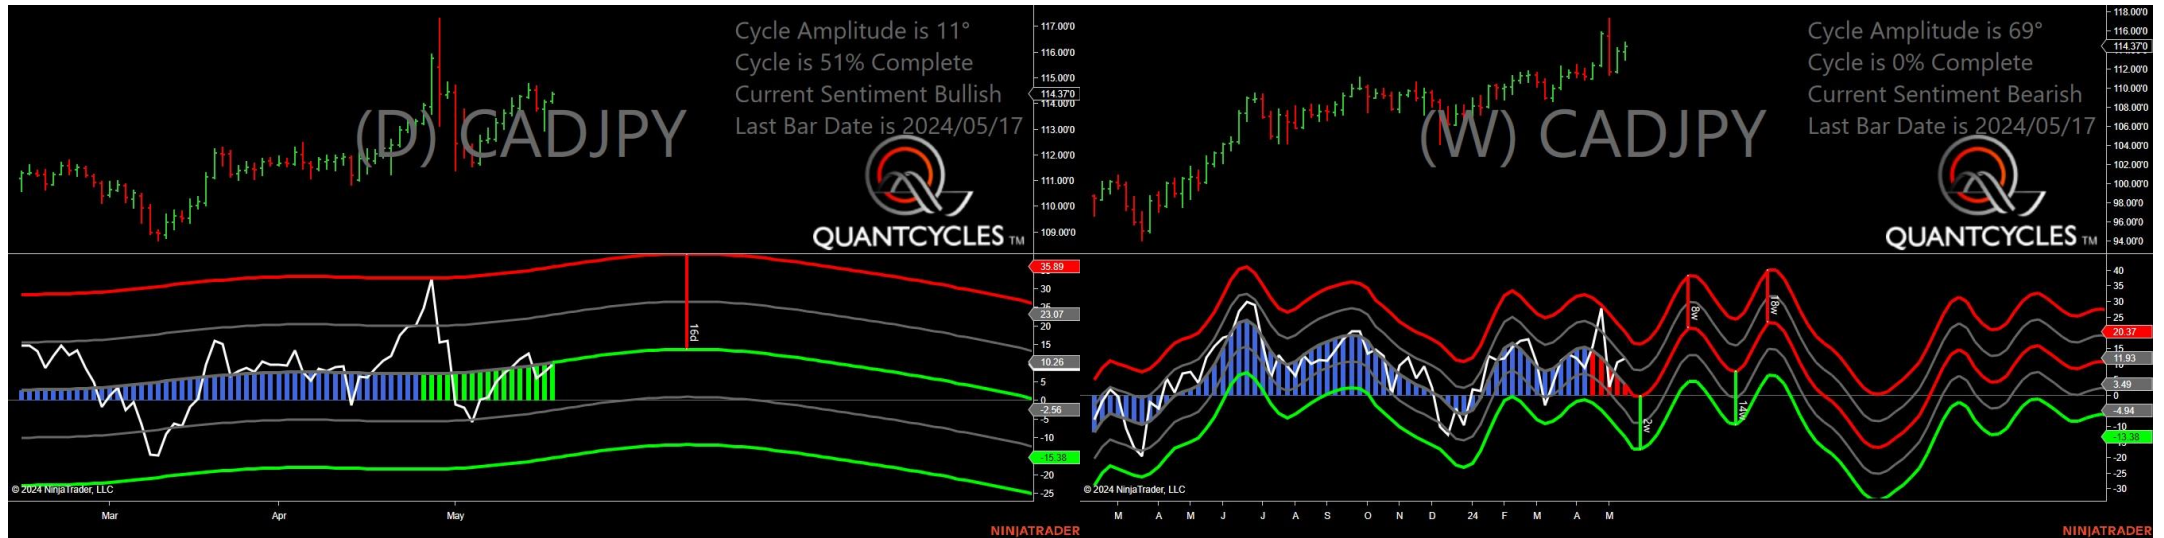 Cycle Amplitude is 11°
Cycle is 51% Complete
Current Sentiment Bullish
Last Bar Date is 2024/05/17
(D) CADJPY
QUANTCYCLES TM
117.00'0
116.00'0
115.00'0
114.37'0
114.00'0
113.00'0
112.00'0
111.00'0
110.00'0
109.00'0
35.89
30
25
23.07
20
15
10.26
5
0
-2.56
-5
-10
-15.38
-20
-25
16d
© 2024 NinjaTrader, LLC
Mar
Apr
May
NINJATRADER
Cycle Amplitude is 69°
Cycle is 0% Complete
Current Sentiment Bearish
Last Bar Date is 2024/05/17
(W) CADJPY
QUANTCYCLES TM
118.00'0
116.00'0
114.37'0
112.00'0
110.00'0
108.00'0
106.00'0
104.00'0
102.00'0
100.00'0
98.00'0
96.00'0
94.00'0
40
35
30
25
20.37
15
11.93
10
3.49
0
-4.94
-10
-13.38
-20
-25
-30
2w
8w
14w
18w
© 2024 NinjaTrader, LLC
M
A
M
J
J
A
S
O
N
D
24
F
M
A
M
NINJATRADER